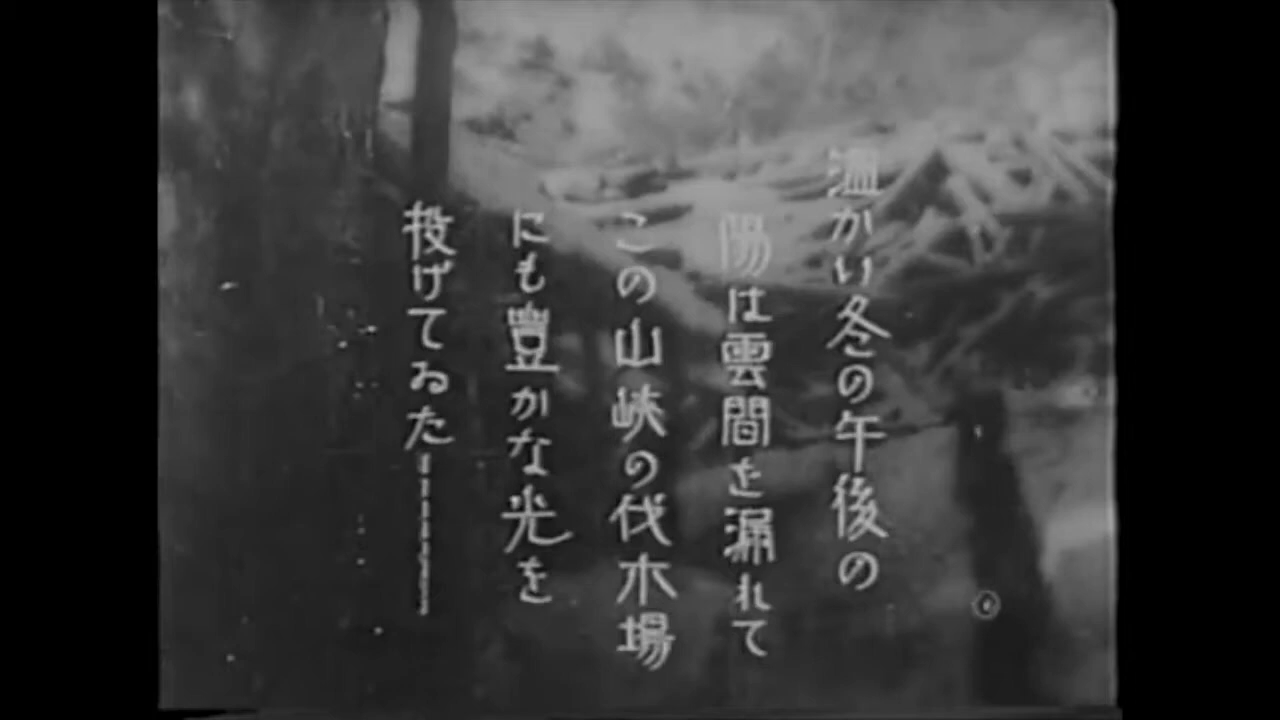 温かい冬の午後の
陽は雲間を漏れて
この山峡の伐木場
にも豊かな光を
投げてゐた……